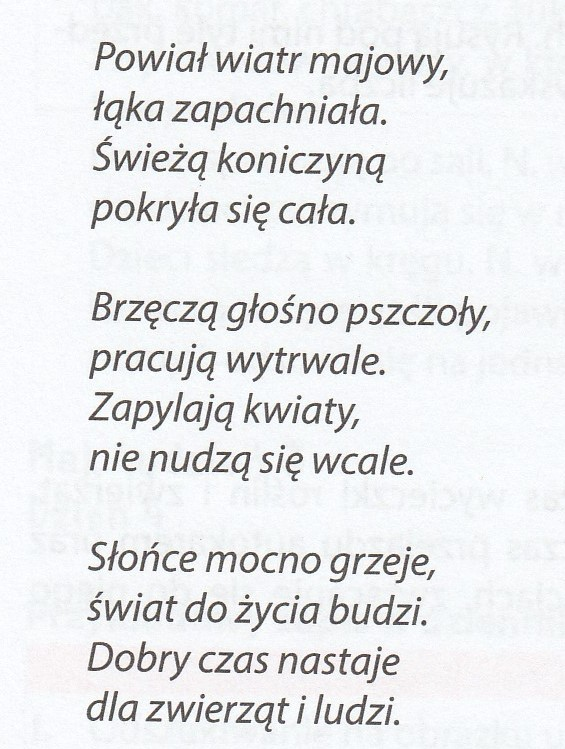 Powiał wiatr majowy,
łąka zapachniała.
Świeżą koniczyną
pokryła się cała.

Brzęczą głośno pszczoły,
pracują wytrwale.
Zapylają kwiaty,
nie nudzą się wcale.

Słońce mocno grzeje,
świat do życia budzi.
Dobry czas nastaje
dla zwierząt i ludzi.